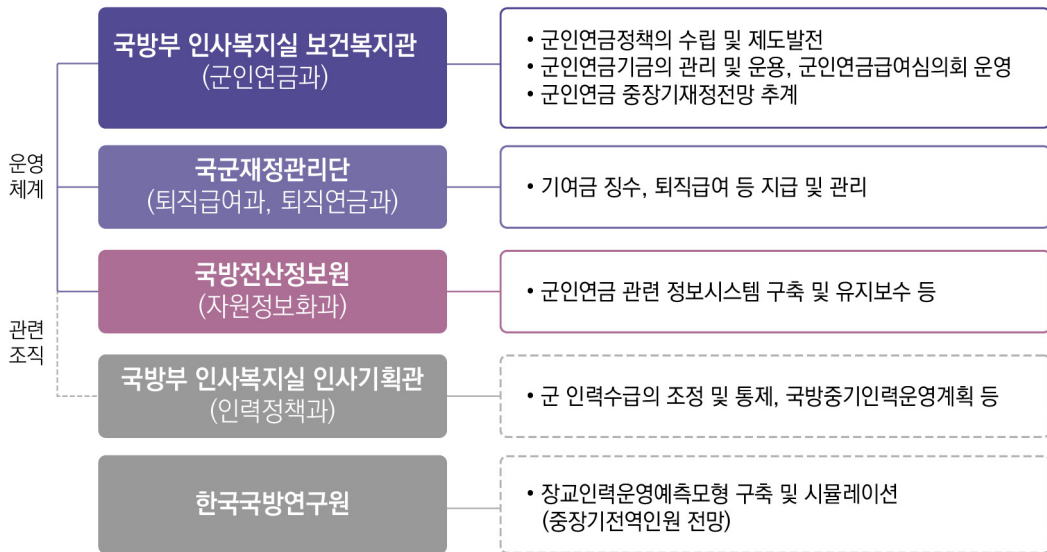 국방부 인사복지실 보건복지관
(군인연금과)
• 군인연금정책의 수립 및 제도발전
• 군인연금기금의 관리 및 운용, 군인연금급여심의회 운영
• 군인연금 중장기재정전망 추계
운영
체계
국군재정관리단
(퇴직급여과, 퇴직연금과)
• 기여금 징수, 퇴직급여 등 지급 및 관리
국방전산정보원
(자원정보화과)
• 군인연금 관련 정보시스템 구축 및 유지보수 등
관련
조직
국방부 인사복지실 인사기획관
(인력정책과)
• 군 인력수급의 조정 및 통제, 국방중기인력운영계획 등
한국국방연구원
• 장교인력운영예측모형 구축 및 시뮬레이션
(중장기전역인원 전망)